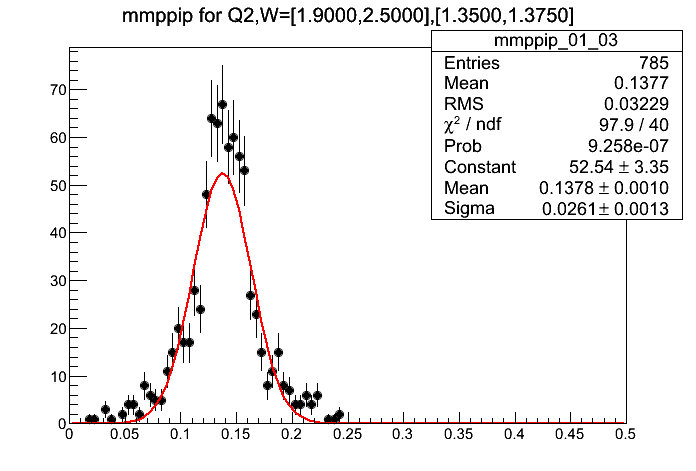 mmppip for Q2,W=[1.9000,2.5000],[1.3500,1.3750]
mmppip_01_03
Entries 785
Mean 0.1377
RMS 0.03229
χ² / ndf 97.9 / 40
Prob 9.258e-07
Constant 52.54 ± 3.35
Mean 0.1378 ± 0.0010
Sigma 0.0261 ± 0.0013
70
60
50
40
30
20
10
0
0 0.05 0.1 0.15 0.2 0.25 0.3 0.35 0.4 0.45 0.5